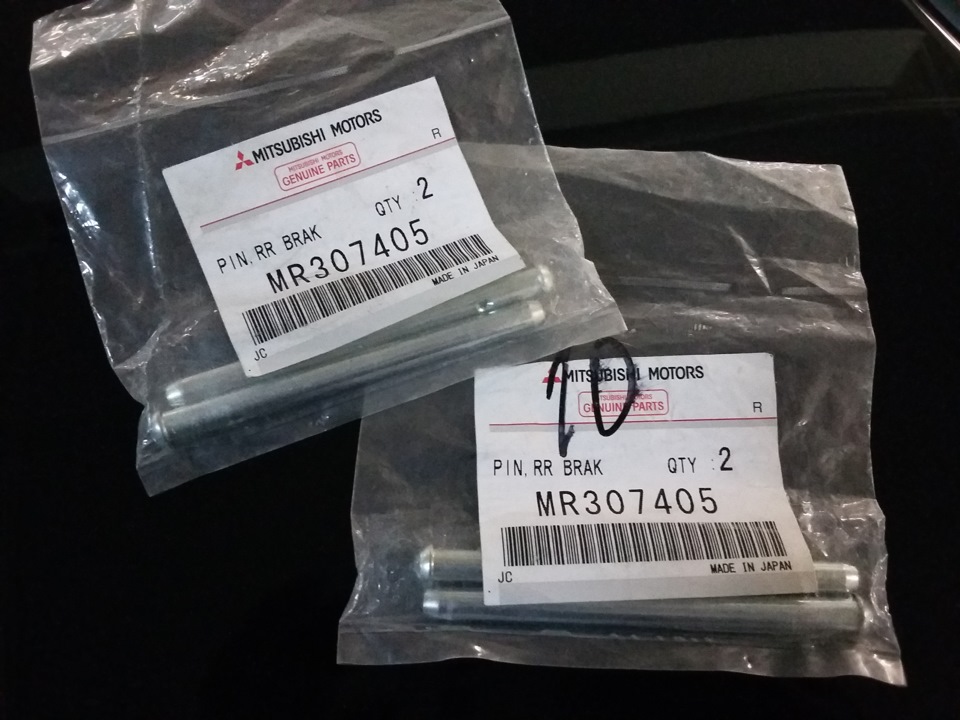 MITSUBISHI MOTORS
MITSUBISHI MOTORS
GENUINE PARTS
R
QTY :2
PIN, RR BRAK
MR307405
MADE IN JAPAN
JC
20
MITSUBISHI MOTORS
MITSUBISHI MOTORS
GENUINE PARTS
R
PIN, RR BRAK QTY :2
MR307405
MADE IN JAPAN
JC